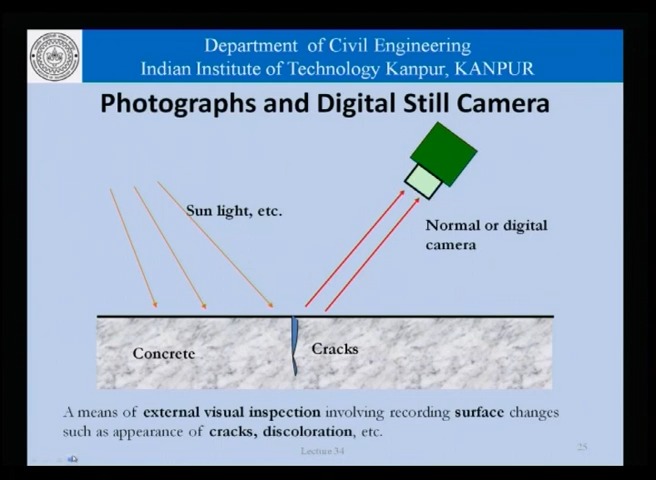 Department of Civil Engineering
Indian Institute of Technology Kanpur, KANPUR
Photographs and Digital Still Camera
Sun light, etc.
Normal or digital
camera
Concrete
Cracks
A means of external visual inspection involving recording surface changes
such as appearance of cracks, discoloration, etc.
Lecture 34
25